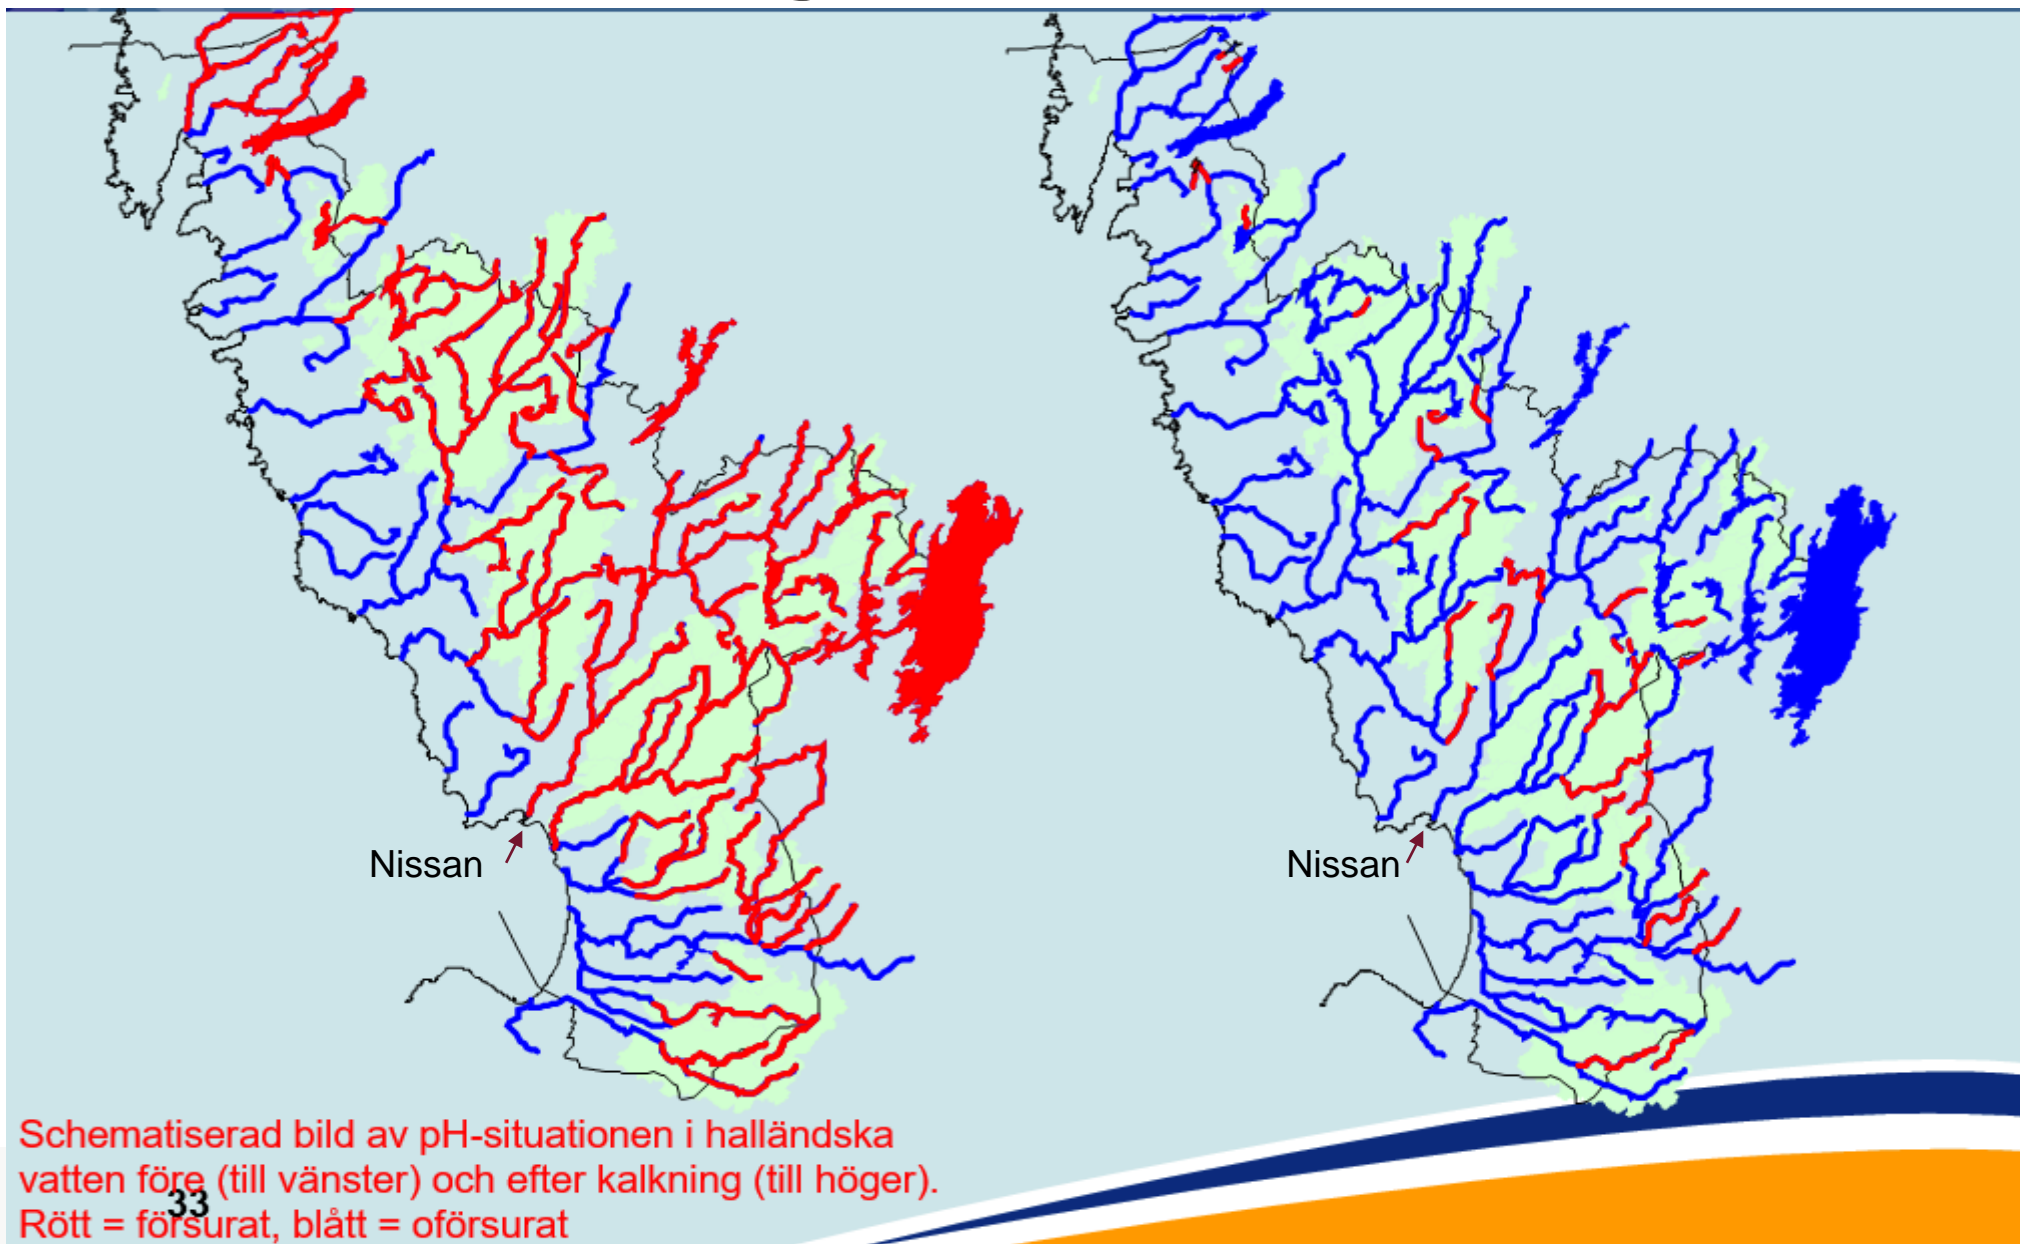 Nissan
Nissan
Schematiserad bild av pH-situationen i halländska
vatten före (till vänster) och efter kalkning (till höger).
33
Rött = försurat, blått = oförsurat